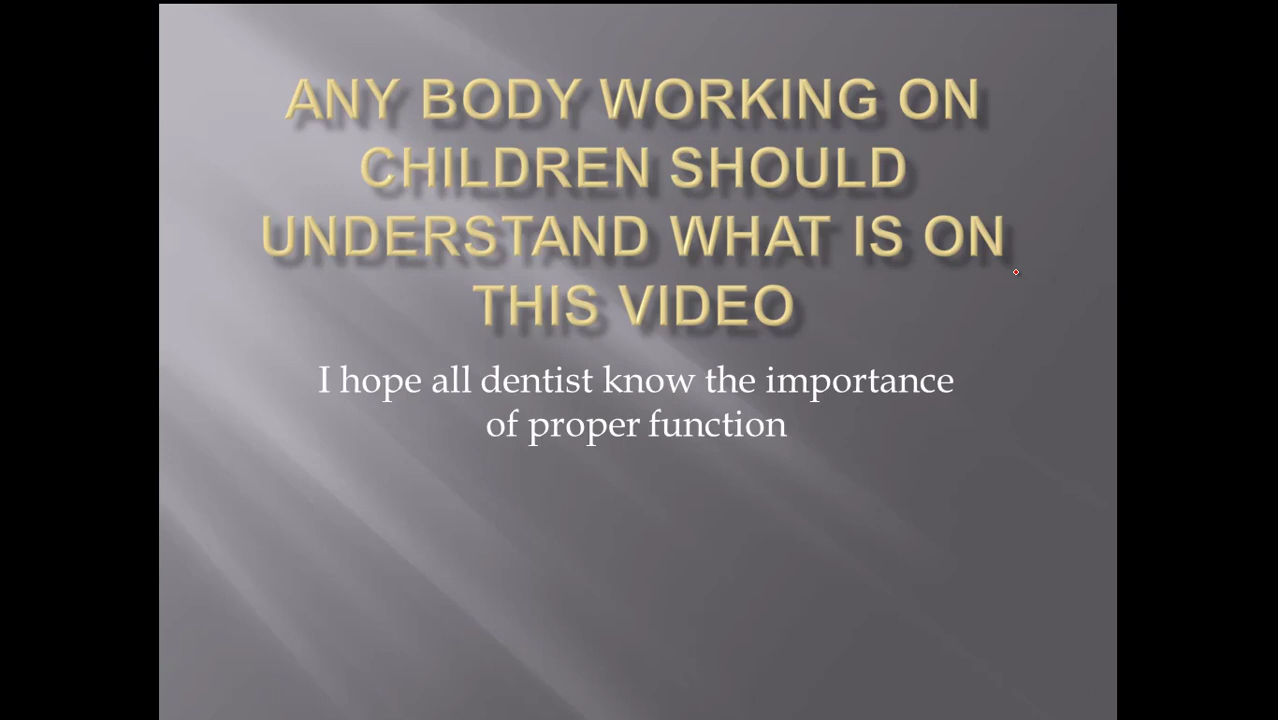 ANY BODY WORKING ON
CHILDREN SHOULD
UNDERSTAND WHAT IS ON
THIS VIDEO
I hope all dentist know the importance
of proper function